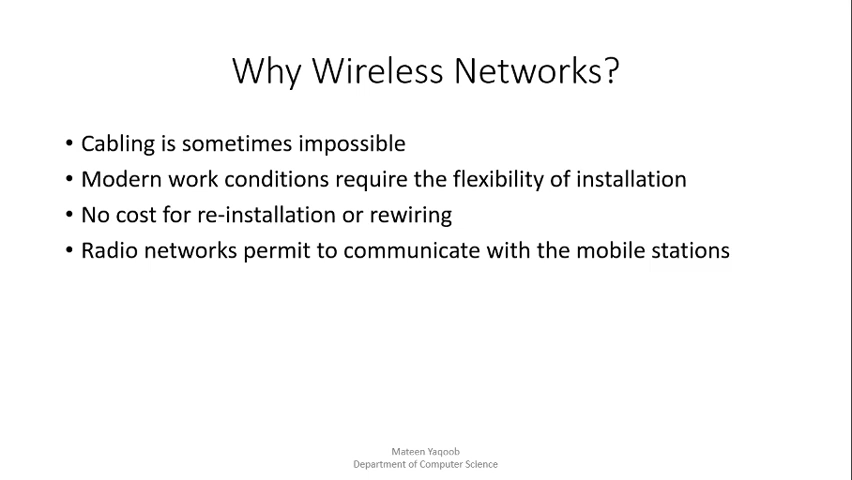 Why Wireless Networks?
• Cabling is sometimes impossible
• Modern work conditions require the flexibility of installation
• No cost for re-installation or rewiring
• Radio networks permit to communicate with the mobile stations
Mateen Yaqoob
Department of Computer Science